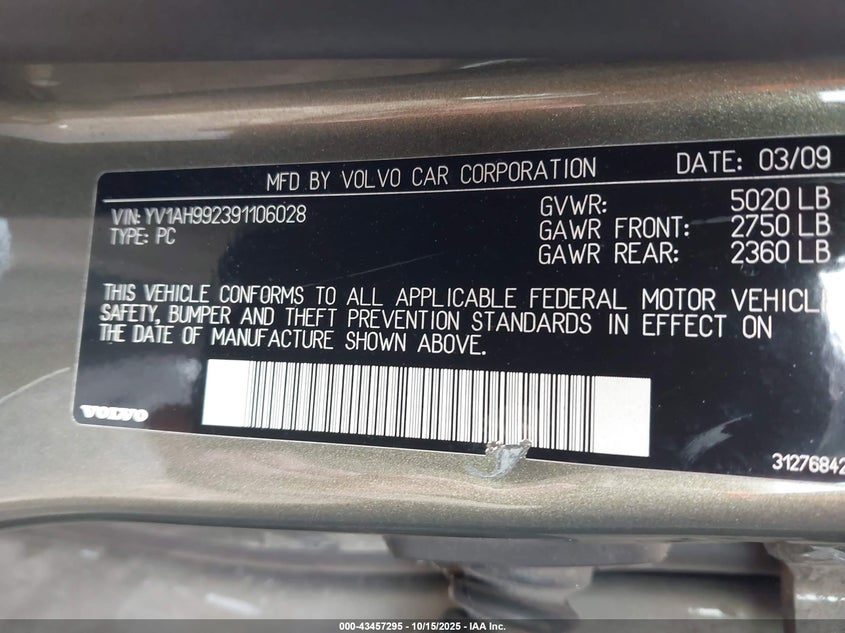 MFD BY VOLVO CAR CORPORATION DATE: 03/09
VIN: YV1AH992391106028
TYPE: PC
GVWR: 5020 LB
GAWR FRONT: 2750 LB
GAWR REAR: 2360 LB
THIS VEHICLE CONFORMS TO ALL APPLICABLE FEDERAL MOTOR VEHICLE
SAFETY, BUMPER AND THEFT PREVENTION STANDARDS IN EFFECT ON
THE DATE OF MANUFACTURE SHOWN ABOVE.
VOLVO
31276842
000-43457295 - 10/15/2025 - IAA Inc.